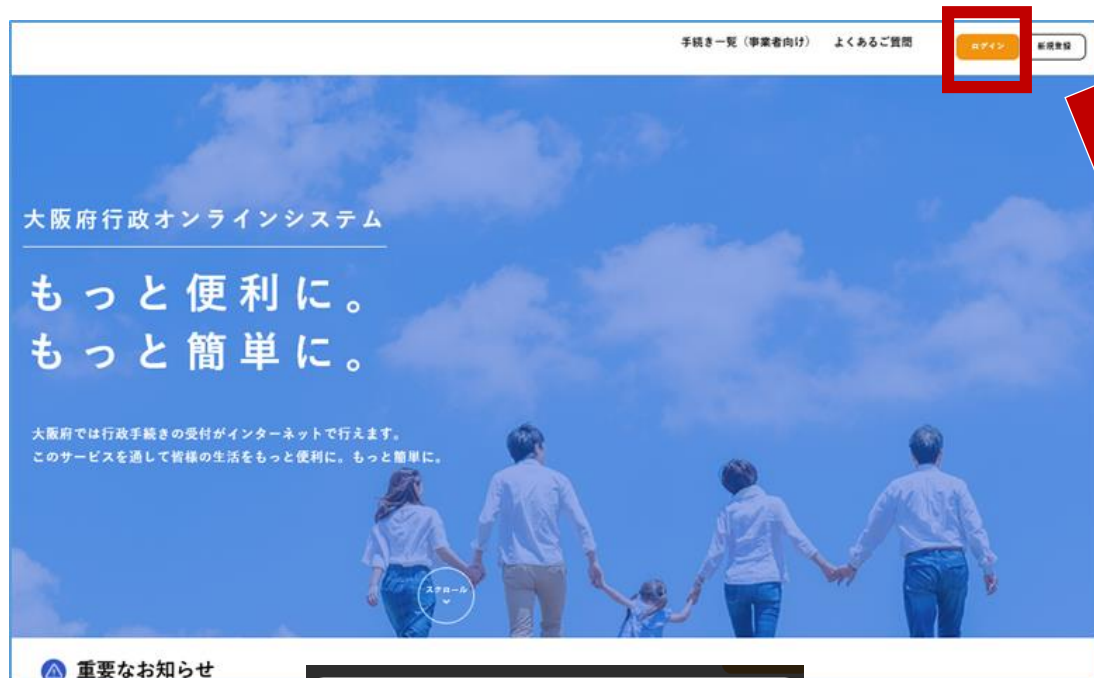 手続き一覧（事業者向け） よくあるご質問 ログイン 新規登録
大阪府行政オンラインシステム
もっと便利に。
もっと簡単に。
大阪府では行政手続きの受付がインターネットで行えます。
このサービスを通して皆様の生活をもっと便利に。もっと簡単に。
スクロール
重要なお知らせ